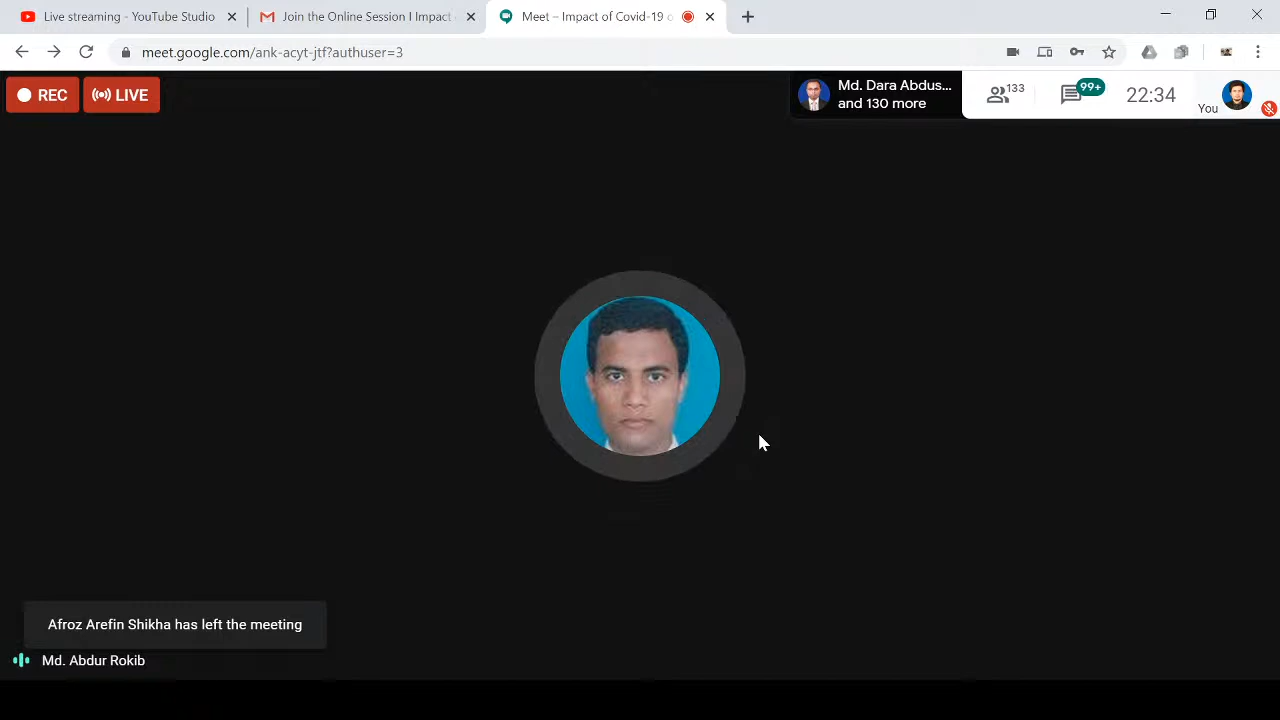 Live streaming - YouTube Studio
Join the Online Session I Impact
Meet – Impact of Covid-19 o
meet.google.com/ank-acyt-jtf?authuser=3
REC
LIVE
Md. Dara Abdus...
and 130 more
133
99+
22:34
You
Afroz Arefin Shikha has left the meeting
Md. Abdur Rokib